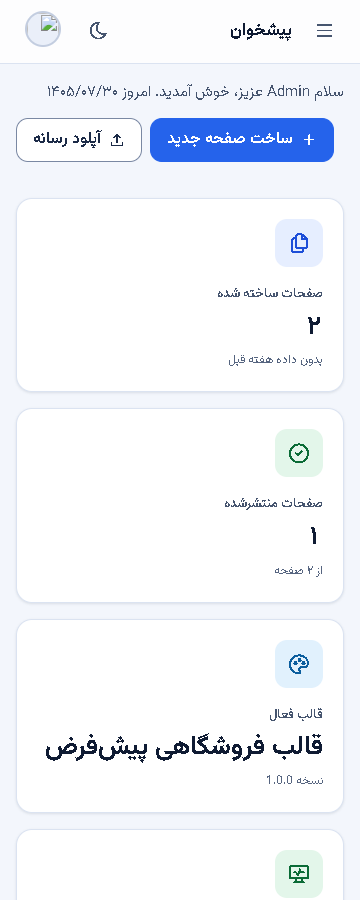 پیشخوان
سلام Admin عزیز، خوش آمدید. امروز ۱۴۰۵/۰۷/۳۰
ساخت صفحه جدید
آپلود رسانه
صفحات ساخته شده
۲
بدون داده هفته قبل
صفحات منتشرشده
۱
از ۲ صفحه
قالب فعال
قالب فروشگاهی پیش‌فرض
نسخه 1.0.0